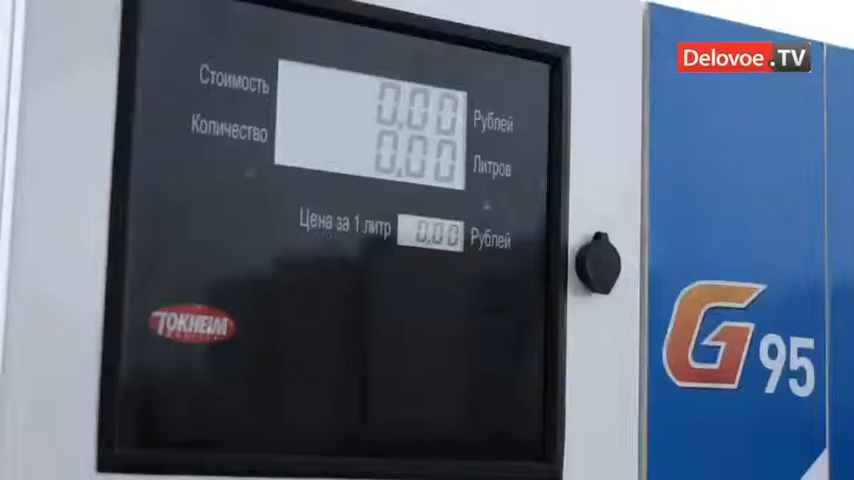 Delovoe.TV
Стоимость 0.00 Рублей
Количество 0.00 Литров
Цена за 1 литр 0.00 Рублей
TOKHEIM
G 95